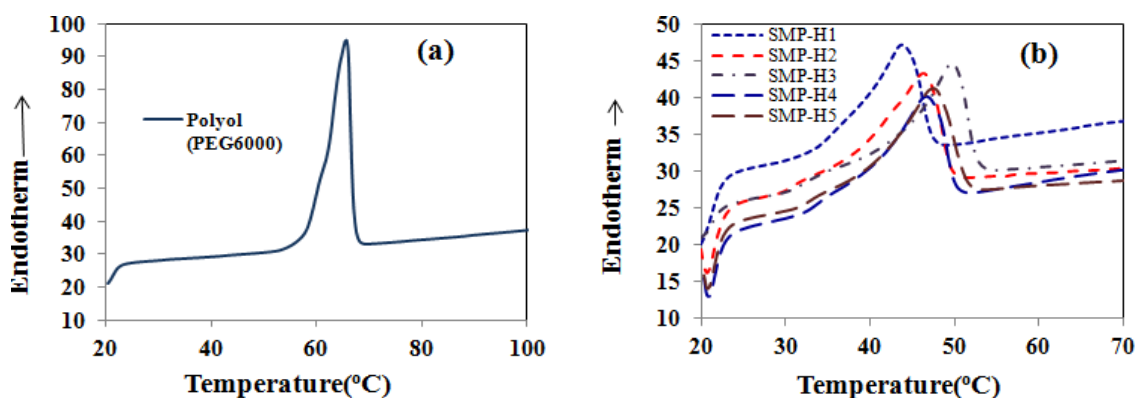 100
90
80
70
60
50
40
30
20
10
20 40 60 80 100
Endotherm
Temperature(ºC)
(a)
Polyol
(PEG6000)
50
45
40
35
30
25
20
15
10
20 30 40 50 60 70
Endotherm
Temperature(ºC)
(b)
SMP-H1
SMP-H2
SMP-H3
SMP-H4
SMP-H5